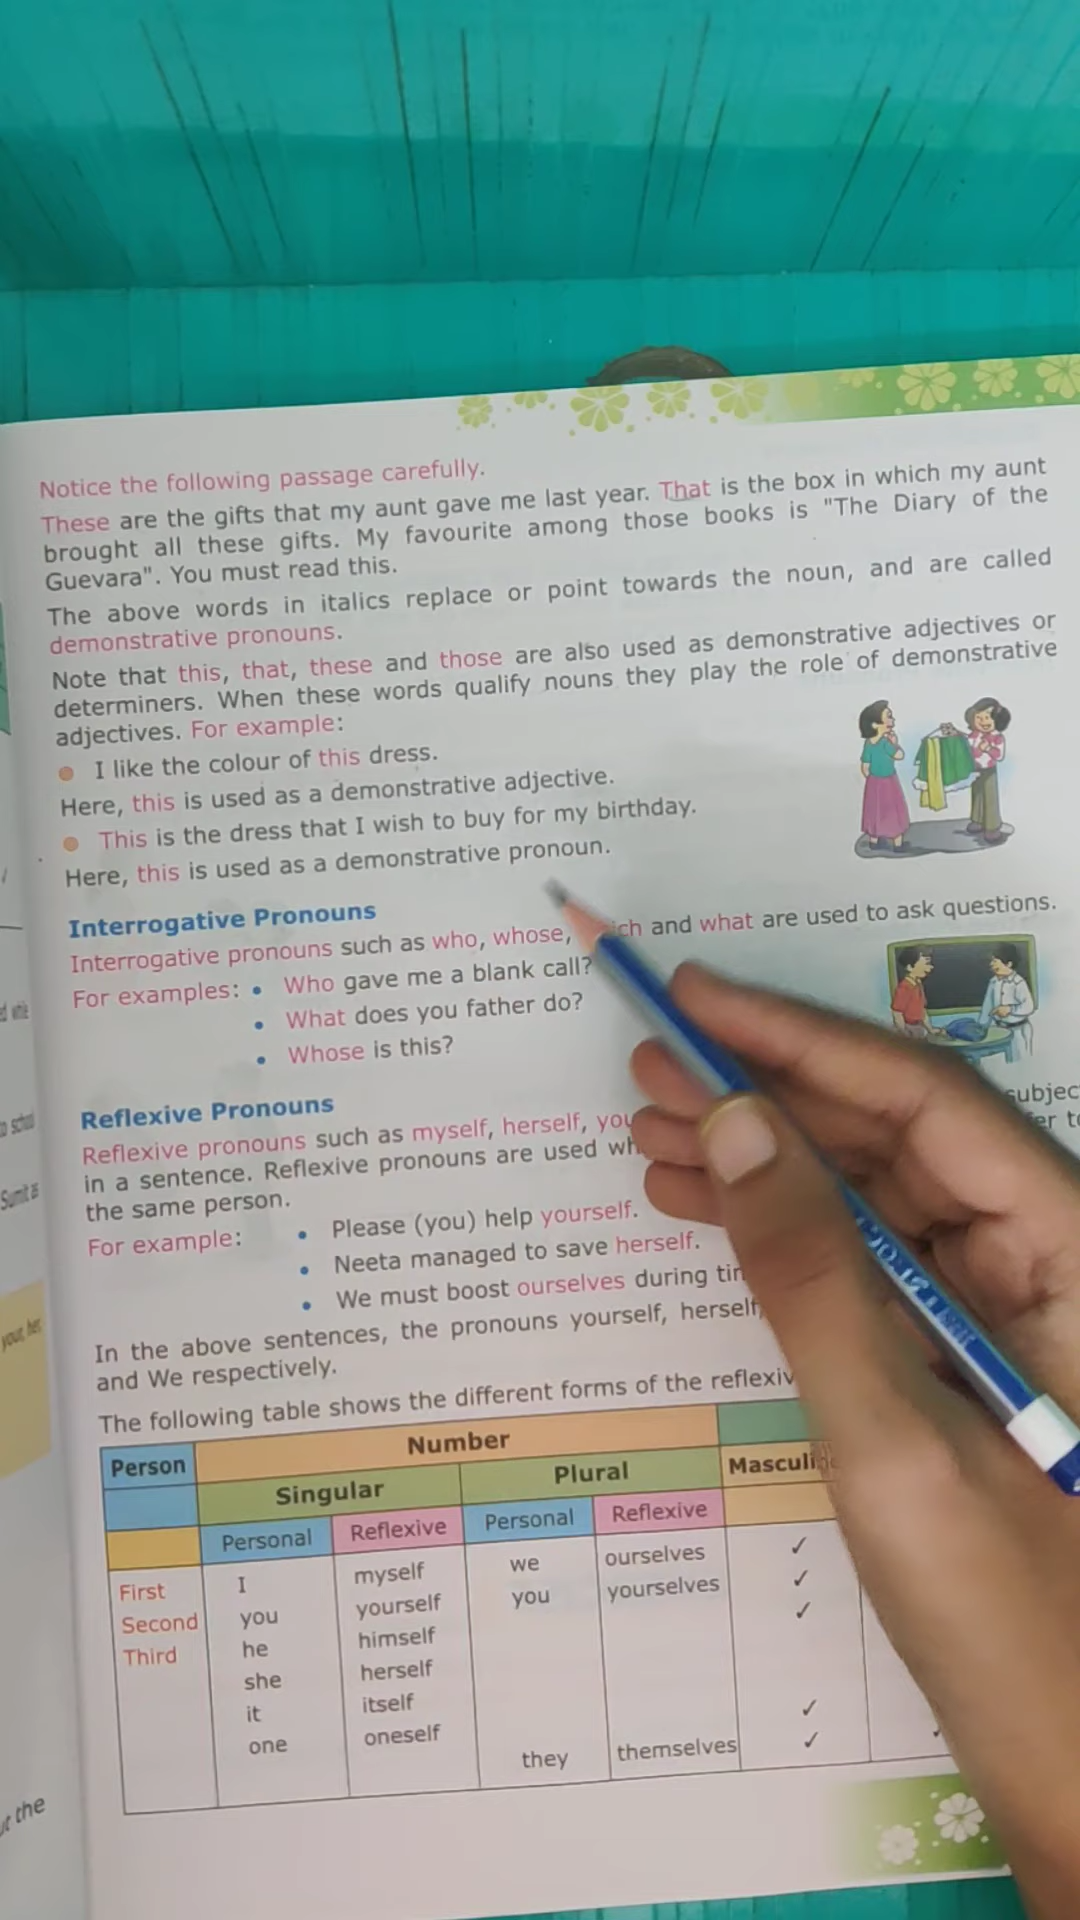 Notice the following passage carefully.
These are the gifts that my aunt gave me last year. That is the box in which my aunt
brought all these gifts. My favourite among those books is "The Diary of the
Guevara". You must read this.
The above words in italics replace or point towards the noun, and are called
demonstrative pronouns.
Note that this, that, these and those are also used as demonstrative adjectives or
determiners. When these words qualify nouns they play the role of demonstrative
adjectives. For example:
I like the colour of this dress.
Here, this is used as a demonstrative adjective.
This is the dress that I wish to buy for my birthday.
Here, this is used as a demonstrative pronoun.
Interrogative Pronouns
Interrogative pronouns such as who, whose, and what are used to ask questions.
For examples: • Who gave me a blank call?
• What does you father do?
• Whose is this?
Reflexive Pronouns
Reflexive pronouns such as myself, herself, subjec
in a sentence. Reflexive pronouns are used
the same person.
For example: • Please (you) help yourself.
• Neeta managed to save herself.
• We must boost ourselves during
In the above sentences, the pronouns yourself, herself,
and We respectively.
The following table shows the different forms of the
Person Number
Singular Plural
Personal Reflexive Personal Reflexive
First I myself we ourselves ✓
Second you yourself you yourselves ✓
Third he himself ✓
she herself
it itself ✓
one oneself they themselves ✓
the